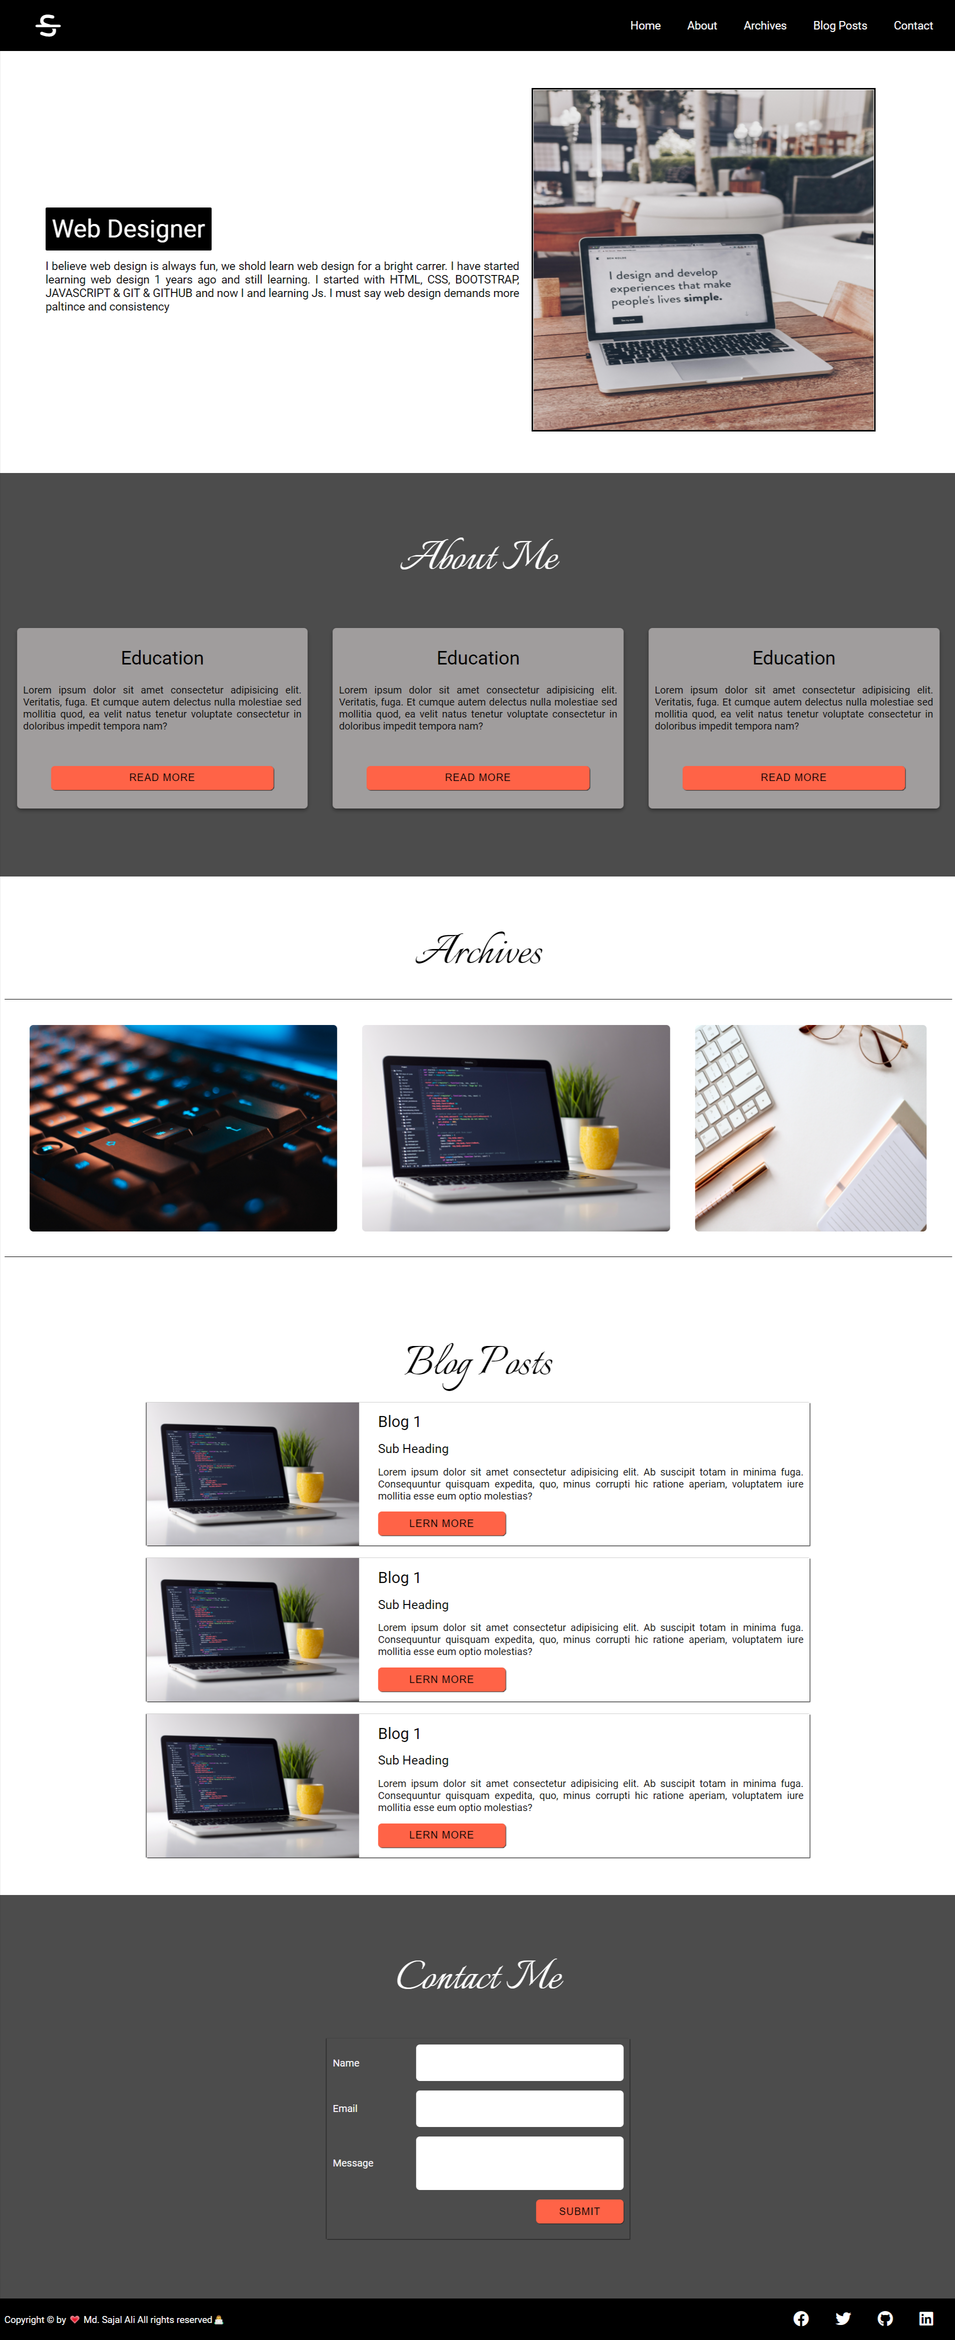 Home About Archives Blog Posts Contact
I design and develop
experiences that make
people's lives simple.
Web Designer
I believe web design is always fun, we shold learn web design for a bright carrer. I have started
learning web design 1 years ago and still learning. I started with HTML, CSS, BOOTSTRAP,
JAVASCRIPT & GIT & GITHUB and now I and learning Js. I must say web design demands more
paltince and consistency
About Me
Education
Lorem ipsum dolor sit amet consectetur adipisicing elit.
Veritatis, fuga. Et cumque autem delectus nulla molestiae sed
mollitia quod, ea velit natus tenetur voluptate consectetur in
doloribus impedit tempora nam?
READ MORE
Education
Lorem ipsum dolor sit amet consectetur adipisicing elit.
Veritatis, fuga. Et cumque autem delectus nulla molestiae sed
mollitia quod, ea velit natus tenetur voluptate consectetur in
doloribus impedit tempora nam?
READ MORE
Education
Lorem ipsum dolor sit amet consectetur adipisicing elit.
Veritatis, fuga. Et cumque autem delectus nulla molestiae sed
mollitia quod, ea velit natus tenetur voluptate consectetur in
doloribus impedit tempora nam?
READ MORE
Archives
Blog Posts
Blog 1
Sub Heading
Lorem ipsum dolor sit amet consectetur adipisicing elit. Ab suscipit totam in minima fuga.
Consequuntur quisquam expedita, quo, minus corrupti hic ratione aperiam, voluptatem iure
mollitia esse eum optio molestias?
LERN MORE
Blog 1
Sub Heading
Lorem ipsum dolor sit amet consectetur adipisicing elit. Ab suscipit totam in minima fuga.
Consequuntur quisquam expedita, quo, minus corrupti hic ratione aperiam, voluptatem iure
mollitia esse eum optio molestias?
LERN MORE
Blog 1
Sub Heading
Lorem ipsum dolor sit amet consectetur adipisicing elit. Ab suscipit totam in minima fuga.
Consequuntur quisquam expedita, quo, minus corrupti hic ratione aperiam, voluptatem iure
mollitia esse eum optio molestias?
LERN MORE
Contact Me
Name
Email
Message
SUBMIT
Copyright © by Md. Sajal Ali All rights reserved